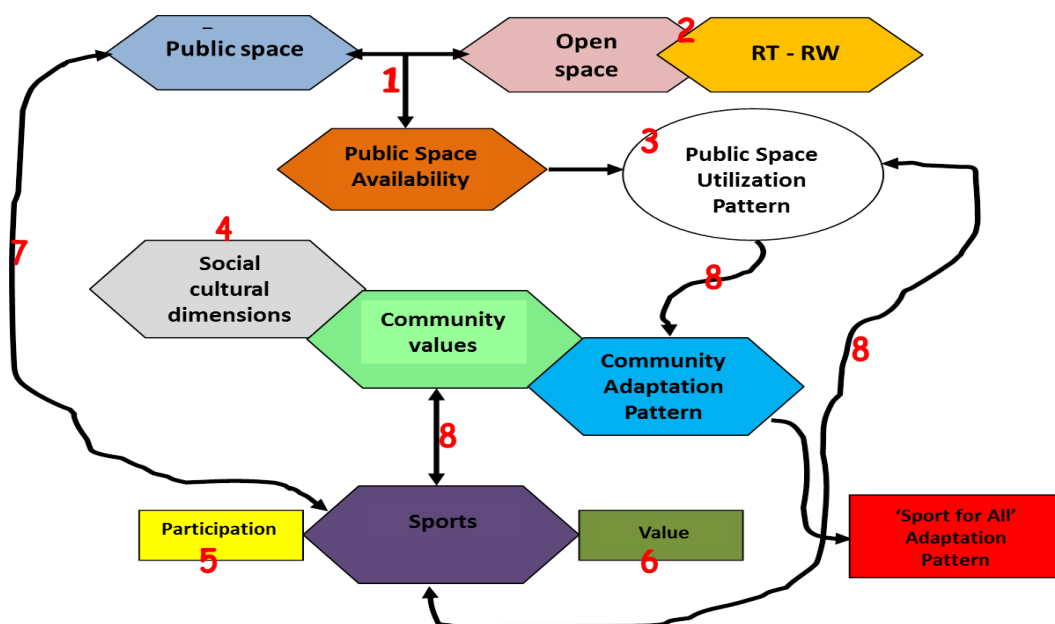 Public space
Open
space
2
RT - RW
1
Public Space
Availability
3
Public Space
Utilization
Pattern
4
Social
cultural
dimensions
7
8
Community
values
8
Community
Adaptation
Pattern
8
Participation
5
Sports
Value
6
'Sport for All'
Adaptation
Pattern